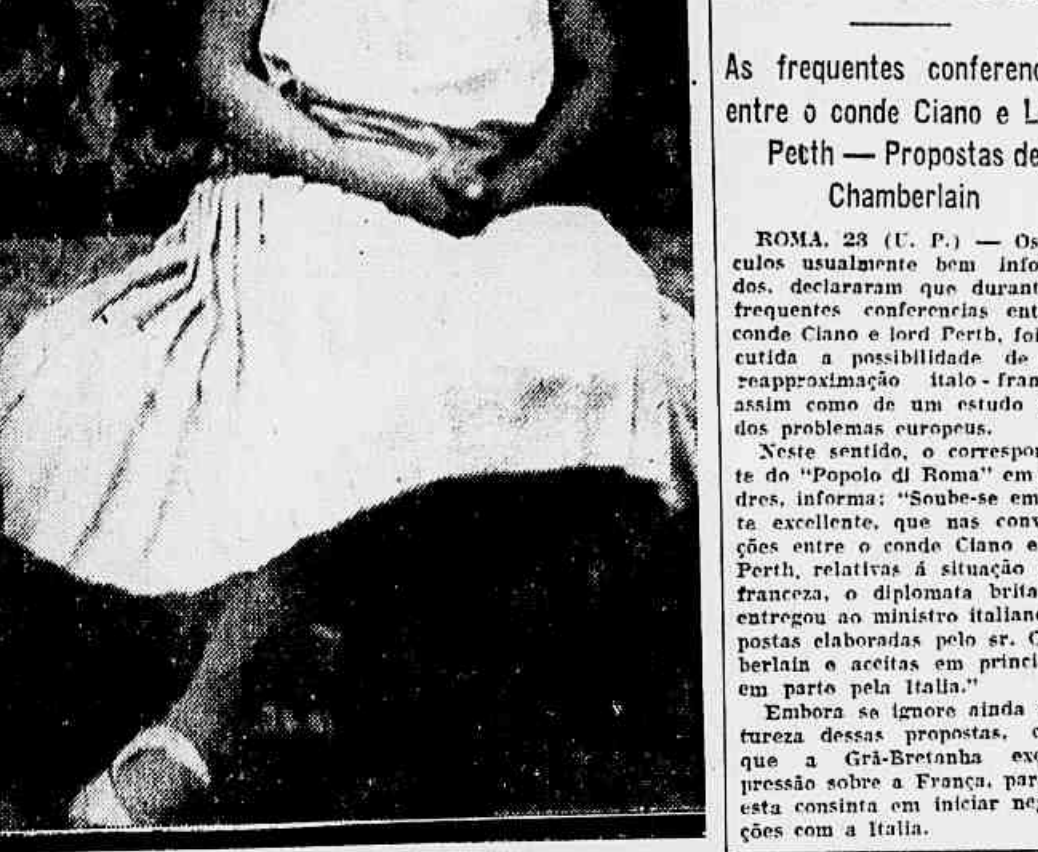 As frequentes conferenc
entre o conde Ciano e L
Pecth — Propostas de
Chamberlain
ROMA, 23 (U. P.) — Os
culos usualmente bem info
dos, declararam que durant
frequentes conferencias ent
conde Ciano e lord Perth, foi
cutida a possibilidade de
reapproximação italo-fran
assim como de um estudo
dos problemas europeus.
Neste sentido, o correspon
te do "Popolo di Roma" em
dres, informa: "Soube-se em
te excellente, que nas conv
ções entre o conde Ciano e
Perth, relativas á situação
franceza, o diplomata brita
entregou ao ministro italiano
postas elaboradas pelo sr. C
berlain e aceitas em princi
em parte pela Italia."
Embora se ignore ainda
tureza dessas propostas, c
que a Grã-Bretanha exe
pressão sobre a França, par
esta consinta em iniciar neg
ções com a Italia.